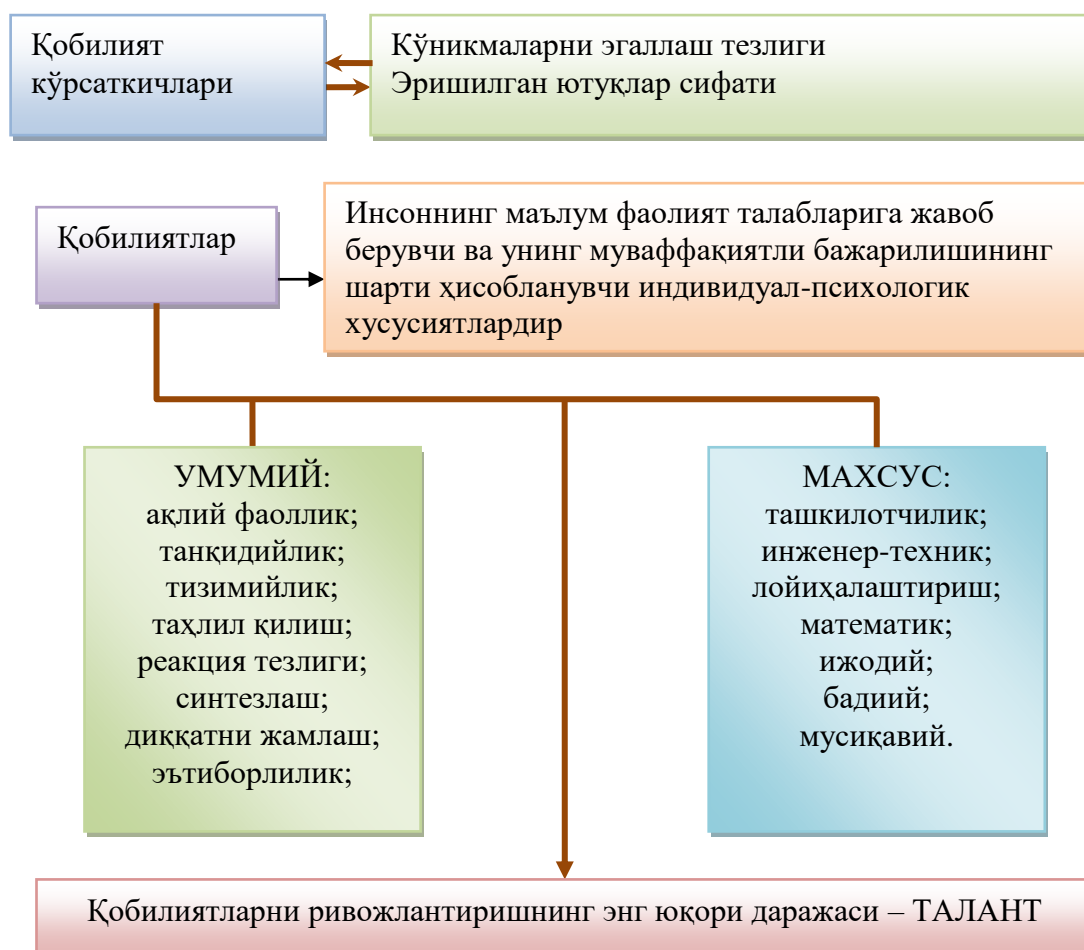 Қобилият
кўрсаткичлари
Кўникмаларни эгаллаш тезлиги
Эришилган ютуқлар сифати
Қобилиятлар
Инсоннинг маълум фаолият талабларига жавоб
берувчи ва унинг муваффақиятли бажарилишининг
шарти ҳисобланувчи индивидуал-психологик
хусусиятлардир
УМУМИЙ:
ақлий фаоллик;
танқидийлик;
тизимийлик;
таҳлил қилиш;
реакция тезлиги;
синтезлаш;
диққатни жамлаш;
эътиборлилик;
МАХСУС:
ташкилотчилик;
инженер-техник;
лойиҳалаштириш;
математик;
ижодий;
бадиий;
мусиқавий.
Қобилиятларни ривожлантиришнинг энг юқори даражаси – ТАЛАНТ